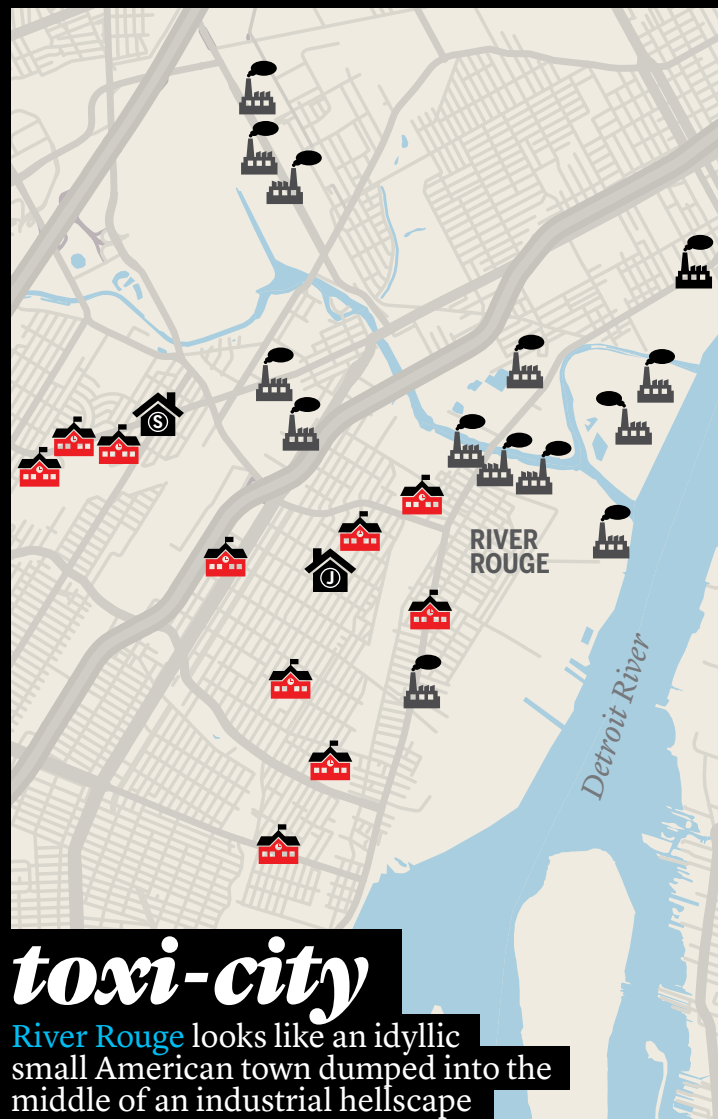 S
J
RIVER
ROUGE
Detroit River
toxi-city
River Rouge looks like an idyllic
small American town dumped into the
middle of an industrial hellscape